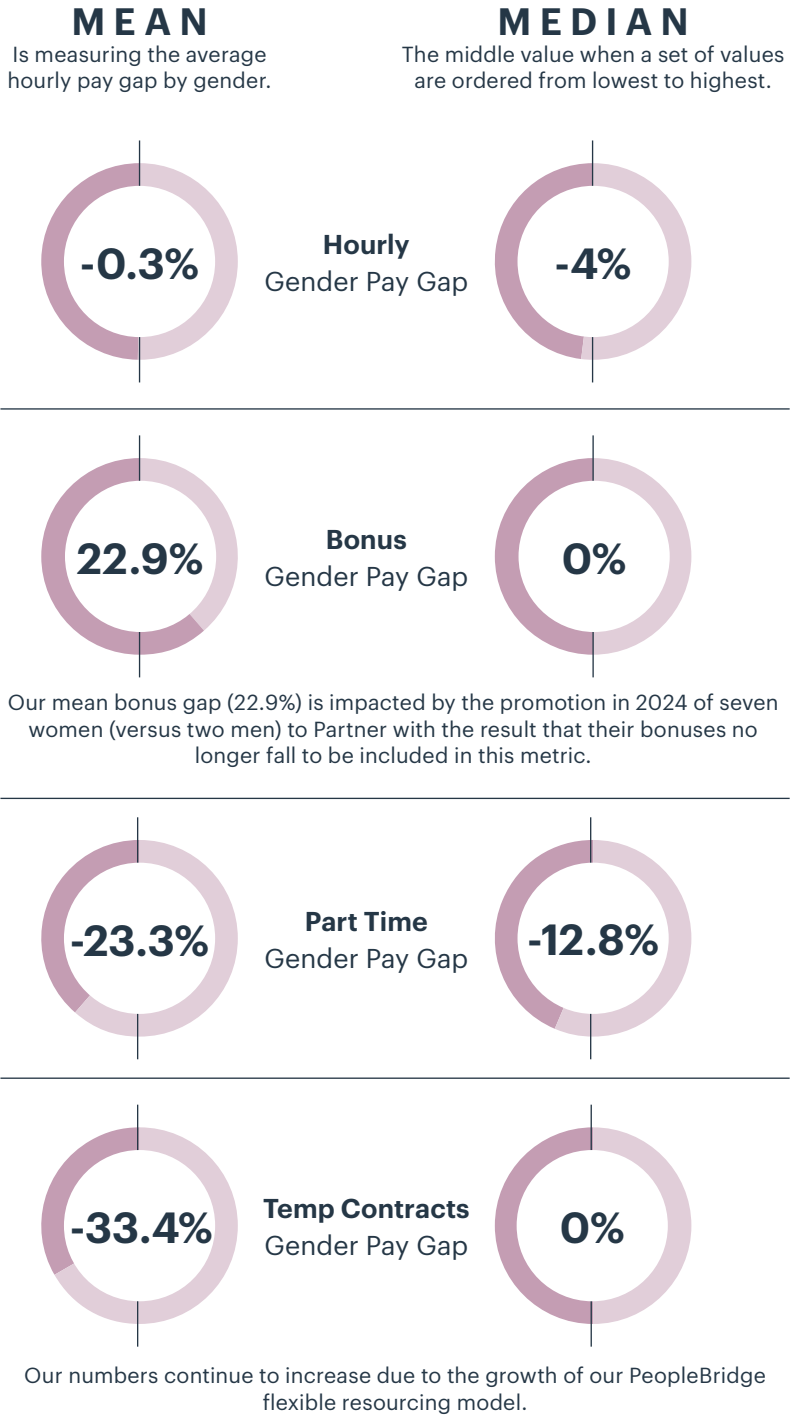 MEAN
Is measuring the average
hourly pay gap by gender.
MEDIAN
The middle value when a set of values
are ordered from lowest to highest.
-0.3%
Hourly
Gender Pay Gap
-4%
22.9%
Bonus
Gender Pay Gap
0%
Our mean bonus gap (22.9%) is impacted by the promotion in 2024 of seven
women (versus two men) to Partner with the result that their bonuses no
longer fall to be included in this metric.
-23.3%
Part Time
Gender Pay Gap
-12.8%
-33.4%
Temp Contracts
Gender Pay Gap
0%
Our numbers continue to increase due to the growth of our PeopleBridge
flexible resourcing model.